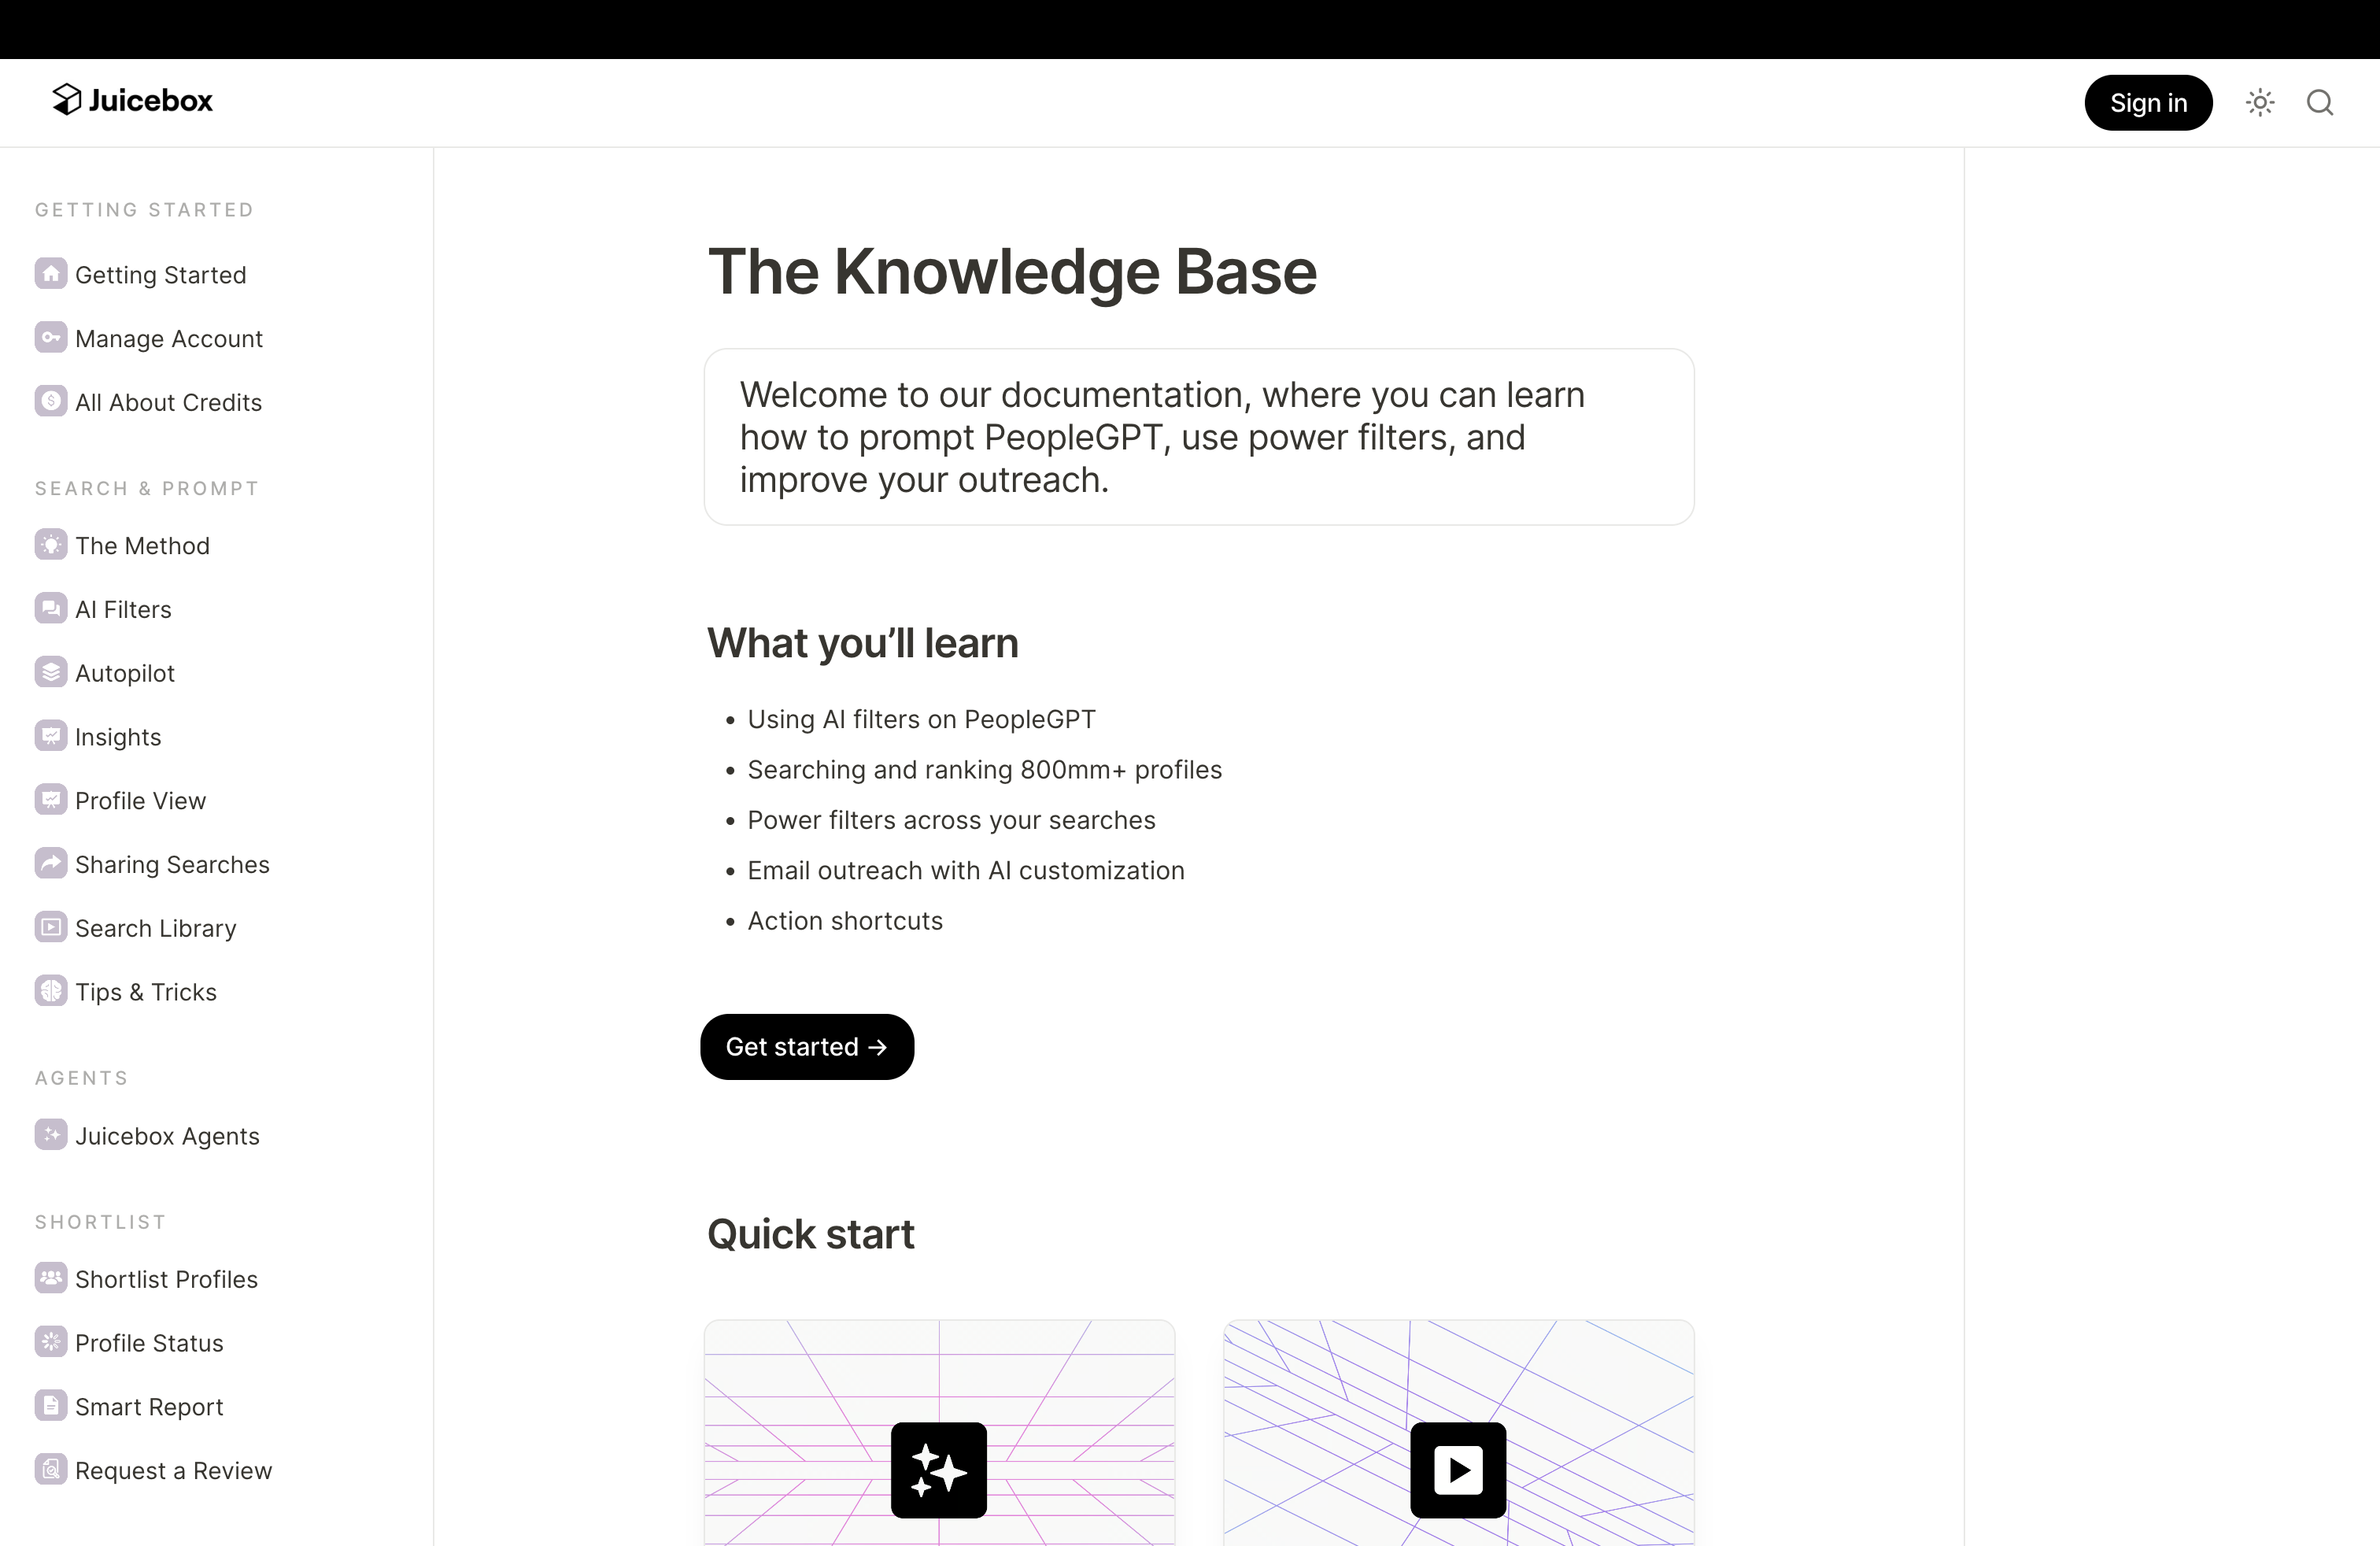 Juicebox
Sign in
GETTING STARTED
Getting Started
Manage Account
All About Credits
SEARCH & PROMPT
The Method
AI Filters
Autopilot
Insights
Profile View
Sharing Searches
Search Library
Tips & Tricks
AGENTS
Juicebox Agents
SHORTLIST
Shortlist Profiles
Profile Status
Smart Report
Request a Review
The Knowledge Base
Welcome to our documentation, where you can learn
how to prompt PeopleGPT, use power filters, and
improve your outreach.
What you’ll learn
• Using AI filters on PeopleGPT
• Searching and ranking 800mm+ profiles
• Power filters across your searches
• Email outreach with AI customization
• Action shortcuts
Get started →
Quick start